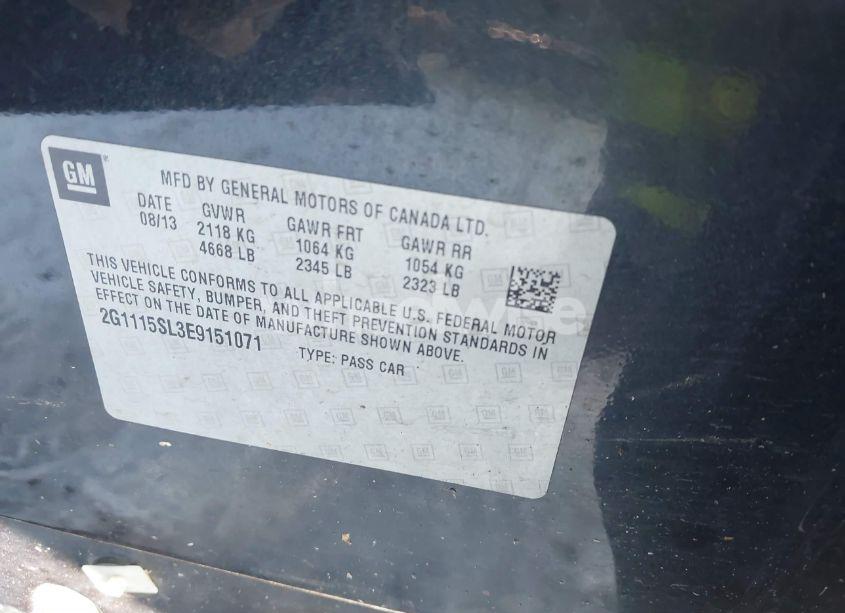 GM
MFD BY GENERAL MOTORS OF CANADA LTD.
DATE GVWR GAWR FRT GAWR RR
08/13 2118 KG 1064 KG 1054 KG
4668 LB 2345 LB 2323 LB
THIS VEHICLE CONFORMS TO ALL APPLICABLE U.S. FEDERAL MOTOR
VEHICLE SAFETY, BUMPER, AND THEFT PREVENTION STANDARDS IN
EFFECT ON THE DATE OF MANUFACTURE SHOWN ABOVE.
2G1115SL3E9151071 TYPE: PASS CAR